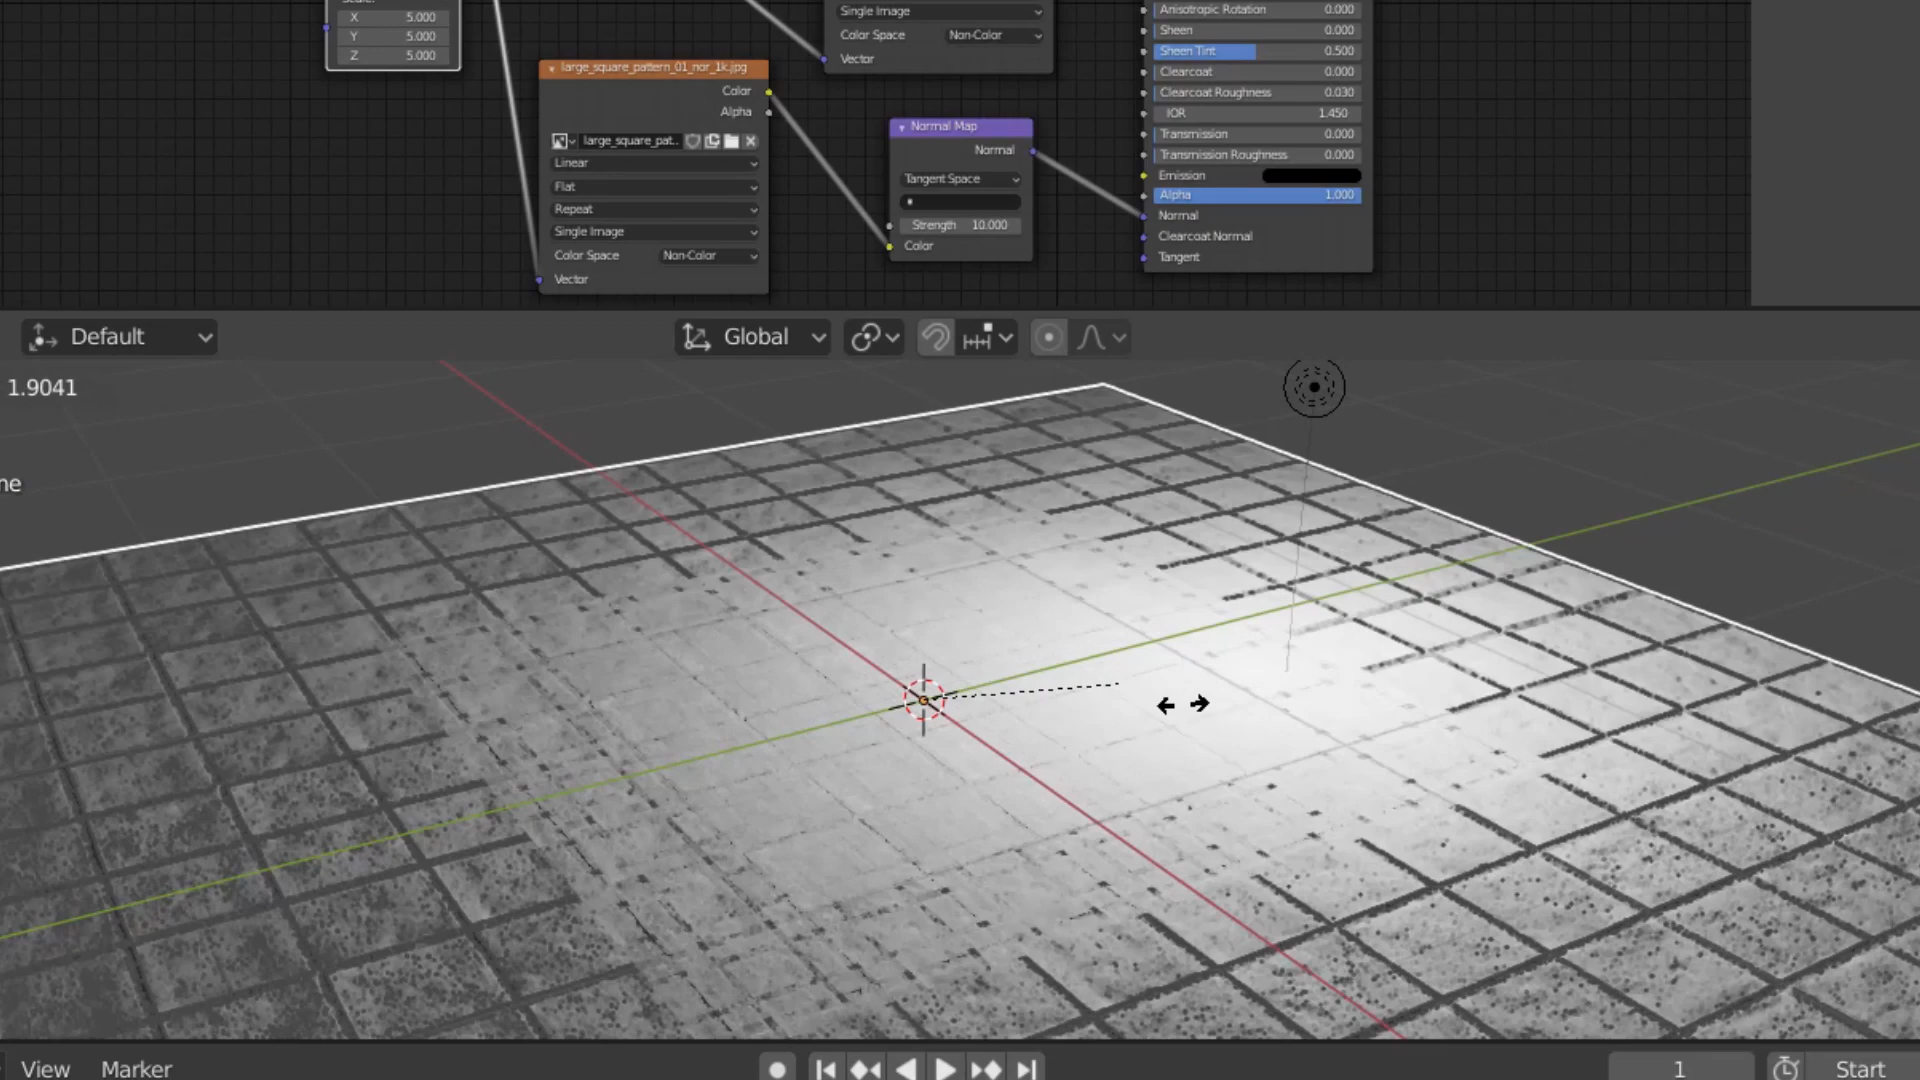 X 5.000
Y 5.000
Z 5.000
large_square_pattern_01_nor_1k.jpg
Color
Alpha
large_square_pat..
Linear
Flat
Repeat
Single Image
Color Space Non-Color
Vector
Single Image
Color Space Non-Color
Vector
Normal Map
Normal
Tangent Space
Strength 10.000
Color
Anisotropic Rotation 0.000
Sheen 0.000
Sheen Tint 0.500
Clearcoat 0.000
Clearcoat Roughness 0.030
IOR 1.450
Transmission 0.000
Transmission Roughness 0.000
Emission
Alpha 1.000
Normal
Clearcoat Normal
Tangent
Default
Global
1.9041
ne
View Marker
1
Start